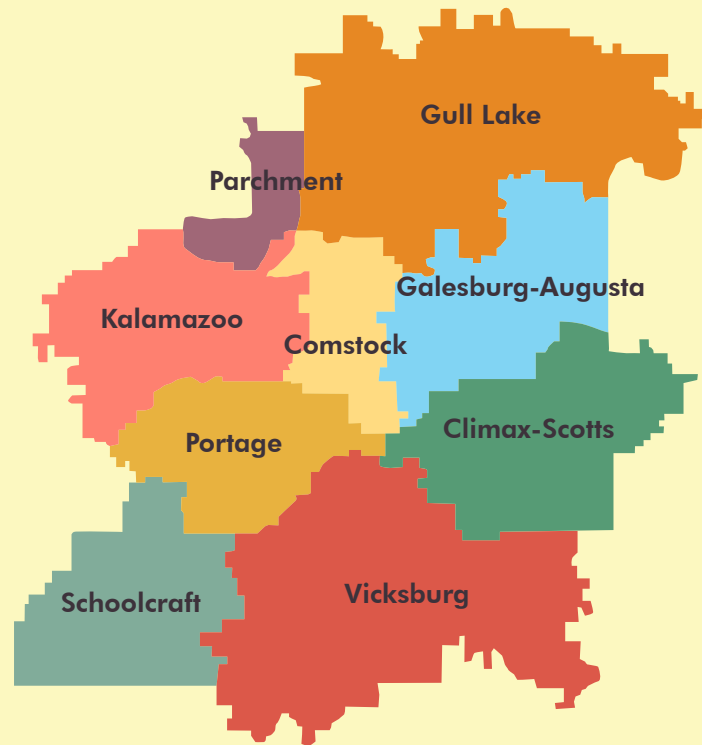 Gull Lake
Parchment
Galesburg-Augusta
Kalamazoo
Comstock
Climax-Scotts
Portage
Vicksburg
Schoolcraft